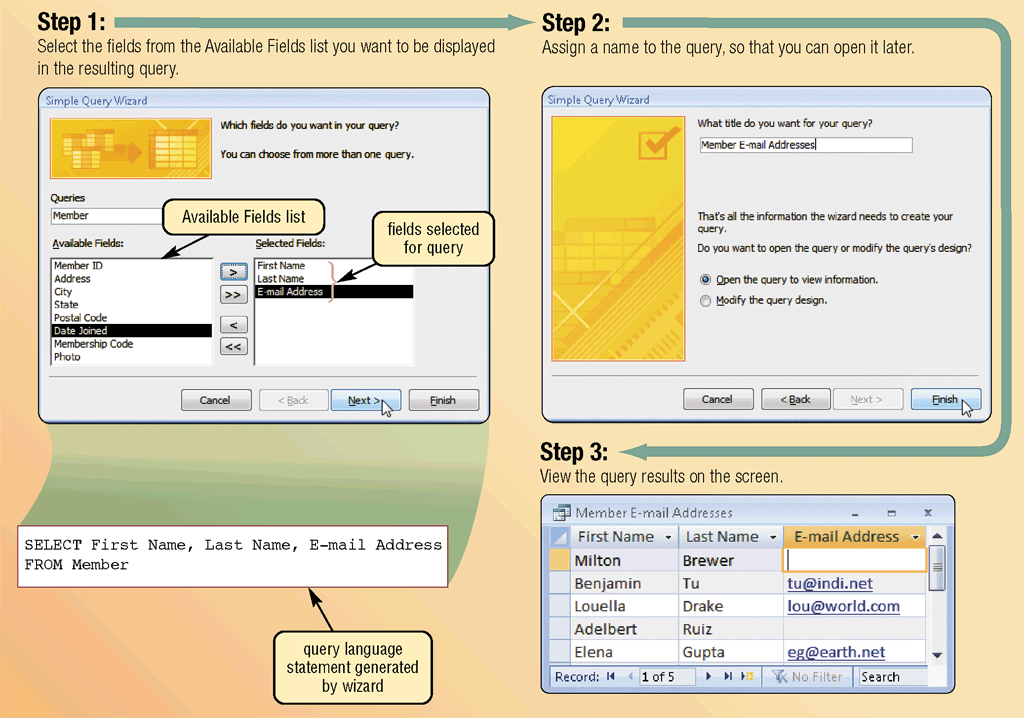 Step 1:
Select the fields from the Available Fields list you want to be displayed
in the resulting query.
Simple Query Wizard
Which fields do you want in your query?
You can choose from more than one query.
Queries
Member
Available Fields list
fields selected
for query
Available Fields:
Member ID
Address
City
State
Postal Code
Date Joined
Membership Code
Photo
>
>>
<
<<
Selected Fields:
First Name
Last Name
E-mail Address
Cancel
< Back
Next >
Finish
SELECT First Name, Last Name, E-mail Address
FROM Member
query language
statement generated
by wizard
Step 2:
Assign a name to the query, so that you can open it later.
Simple Query Wizard
What title do you want for your query?
Member E-mail Addresses
That's all the information the wizard needs to create your
query.
Do you want to open the query or modify the query's design?
Open the query to view information.
Modify the query design.
Cancel
< Back
Next >
Finish
Step 3:
View the query results on the screen.
Member E-mail Addresses
First Name Last Name E-mail Address
Milton Brewer
Benjamin Tu tu@indi.net
Louella Drake lou@world.com
Adelbert Ruiz
Elena Gupta eg@earth.net
Record: 1 of 5 No Filter Search